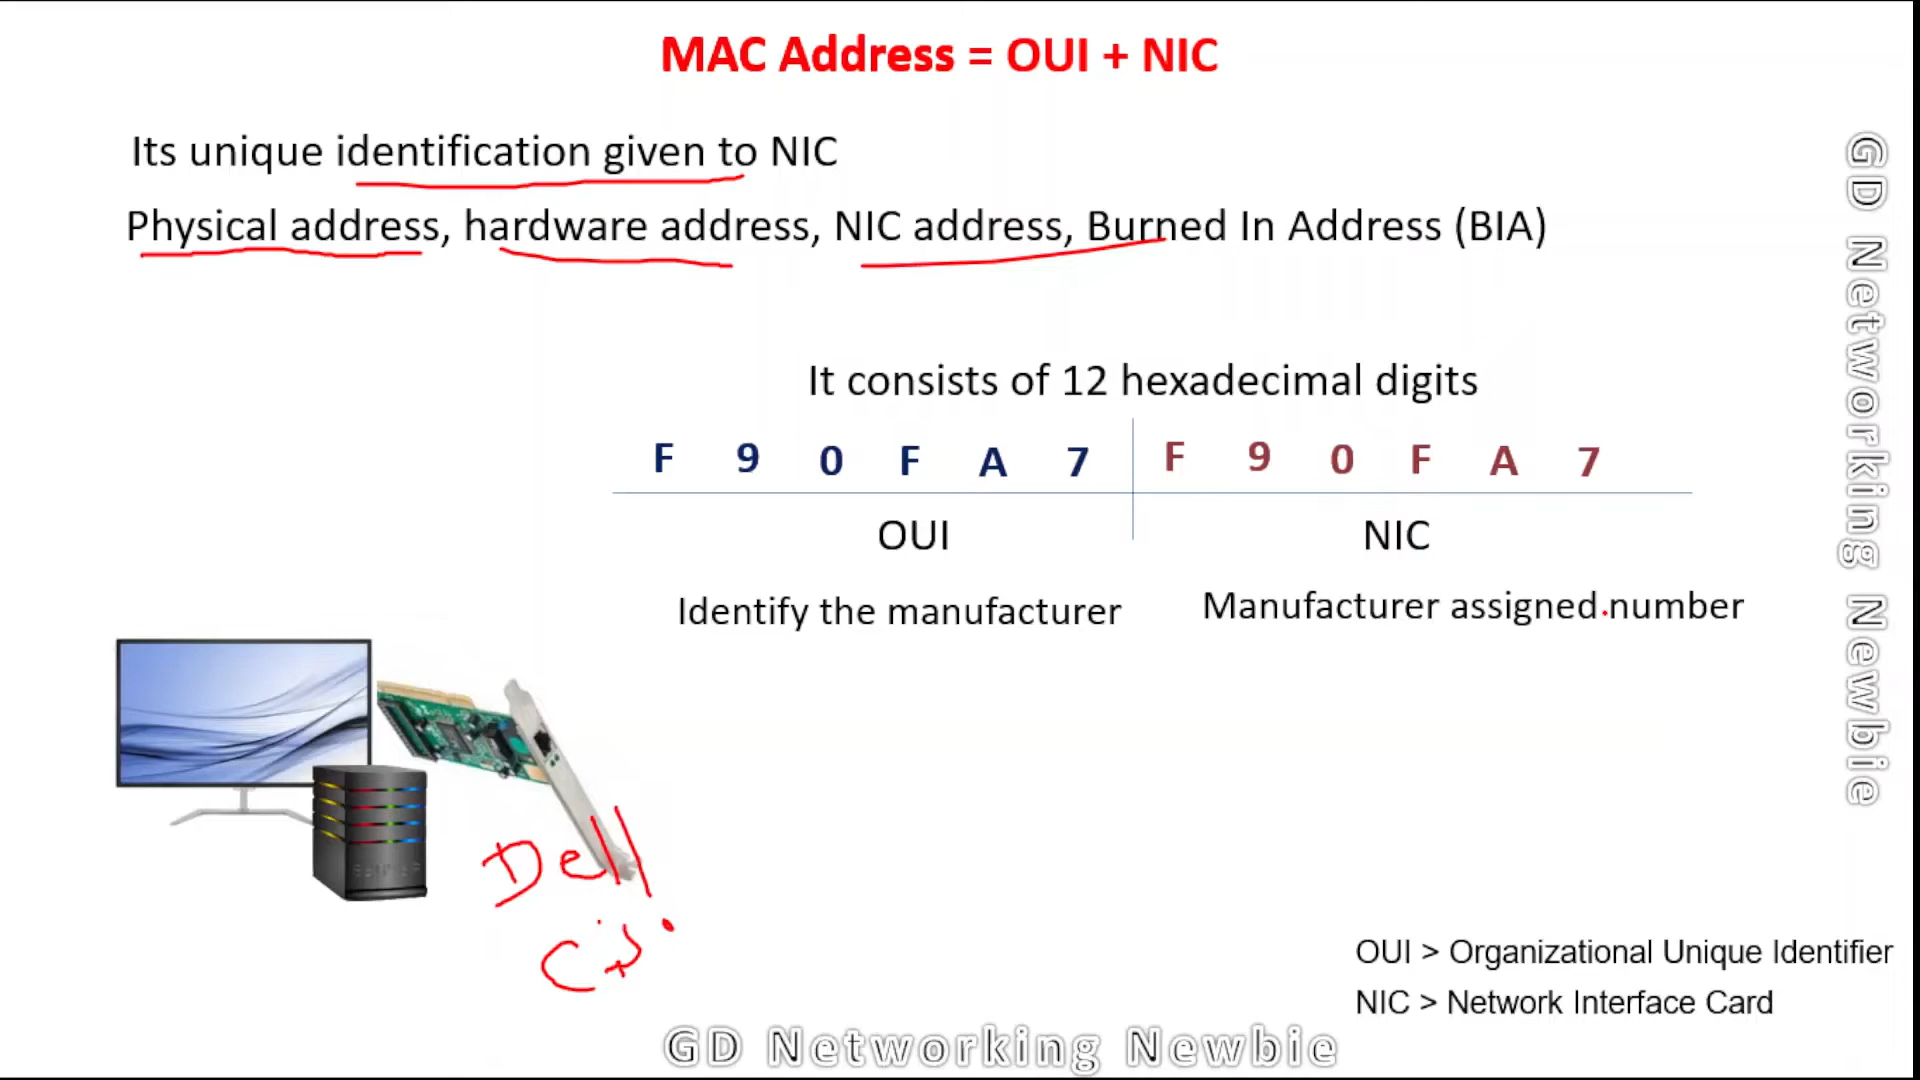 MAC Address = OUI + NIC
Its unique identification given to NIC
Physical address, hardware address, NIC address, Burned In Address (BIA)
It consists of 12 hexadecimal digits
F 9 0 F A 7 F 9 0 F A 7
OUI NIC
Identify the manufacturer Manufacturer assigned number
Dell
OUI > Organizational Unique Identifier
NIC > Network Interface Card
GD Networking Newbie
GD Networking Newbie